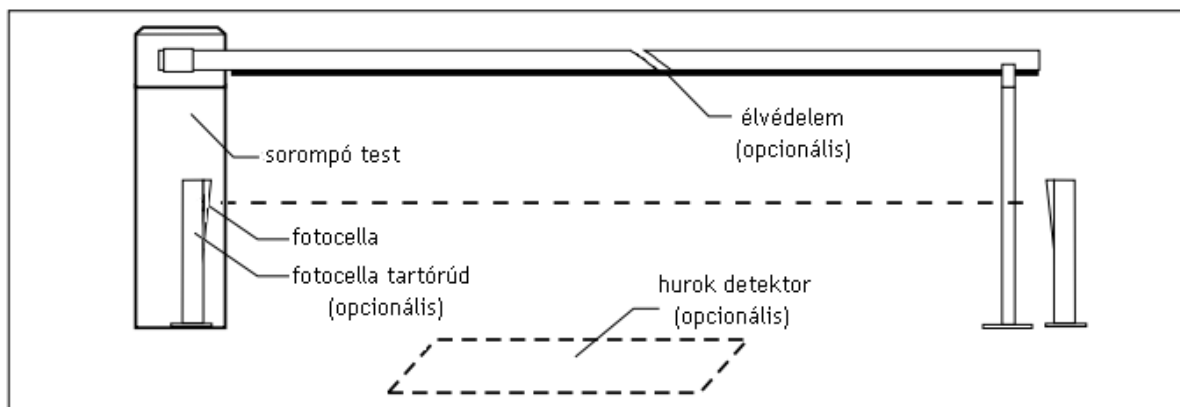 élvédelem
(opcionális)
sorompó test
fotocella
fotocella tartórúd
(opcionális)
hurok detektor
(opcionális)